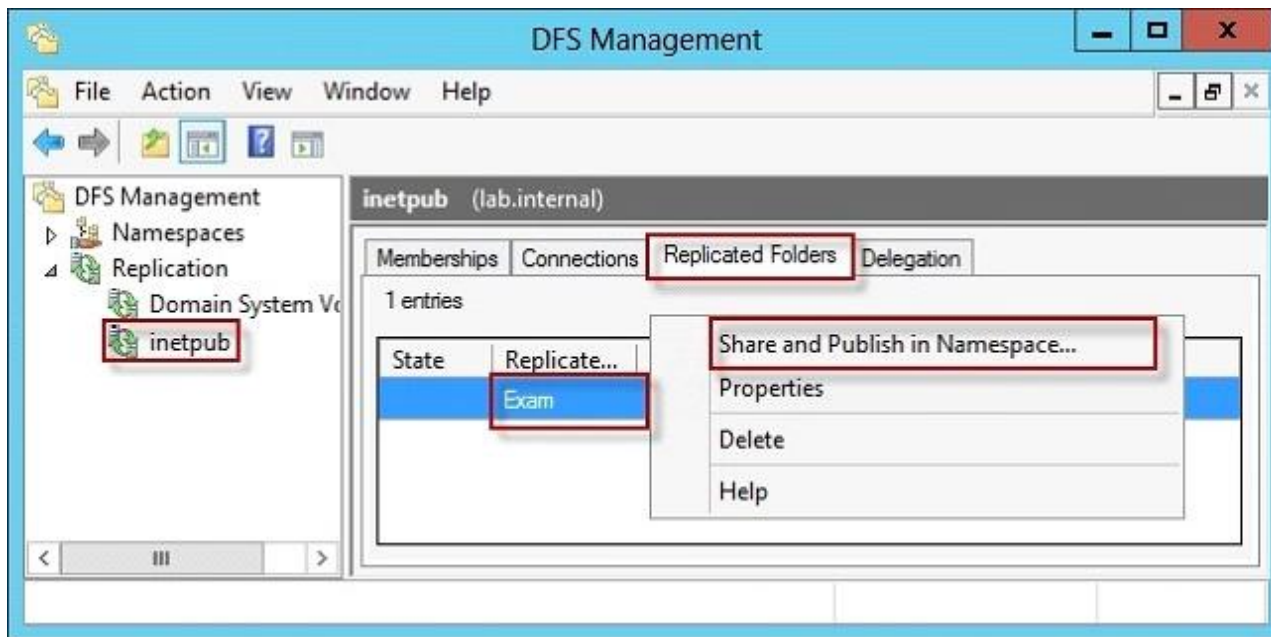 DFS Management
File Action View Window Help
DFS Management
Namespaces
Replication
Domain System Vo
inetpub
inetpub (lab.internal)
Memberships Connections Replicated Folders Delegation
1 entries
State Replicate...
Exam
Share and Publish in Namespace...
Properties
Delete
Help